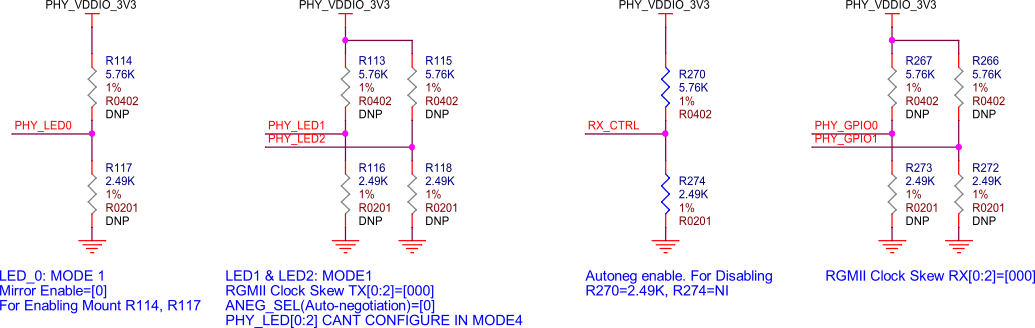 PHY_VDDIO_3V3
R114
5.76K
1%
R0402
DNP
PHY_LED0
R117
2.49K
1%
R0201
DNP
LED_0: MODE 1
Mirror Enable=[0]
For Enabling Mount R114, R117
PHY_VDDIO_3V3
R113
5.76K
1%
R0402
DNP
R115
5.76K
1%
R0402
DNP
PHY_LED1
PHY_LED2
R116
2.49K
1%
R0201
DNP
R118
2.49K
1%
R0201
DNP
LED1 & LED2: MODE1
RGMII Clock Skew TX[0:2]=[000]
ANEG_SEL(Auto-negotiation)=[0]
PHY_LED[0:2] CANT CONFIGURE IN MODE4
PHY_VDDIO_3V3
R270
5.76K
1%
R0402
RX_CTRL
R274
2.49K
1%
R0201
Autoneg enable. For Disabling
R270=2.49K, R274=NI
PHY_VDDIO_3V3
R267
5.76K
1%
R0402
DNP
R266
5.76K
1%
R0402
DNP
PHY_GPIO0
PHY_GPIO1
R273
2.49K
1%
R0201
DNP
R272
2.49K
1%
R0201
DNP
RGMII Clock Skew RX[0:2]=[000]